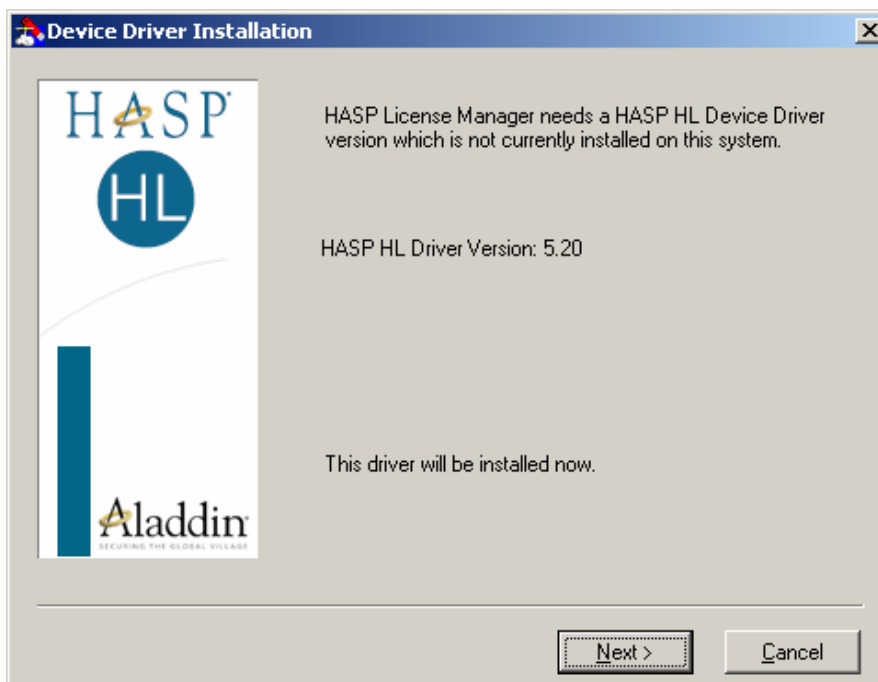 Device Driver Installation
HASP®
HL
HASP License Manager needs a HASP HL Device Driver
version which is not currently installed on this system.
HASP HL Driver Version: 5.20
This driver will be installed now.
Aladdin
SECURING THE GLOBAL VILLAGE
Next >
Cancel